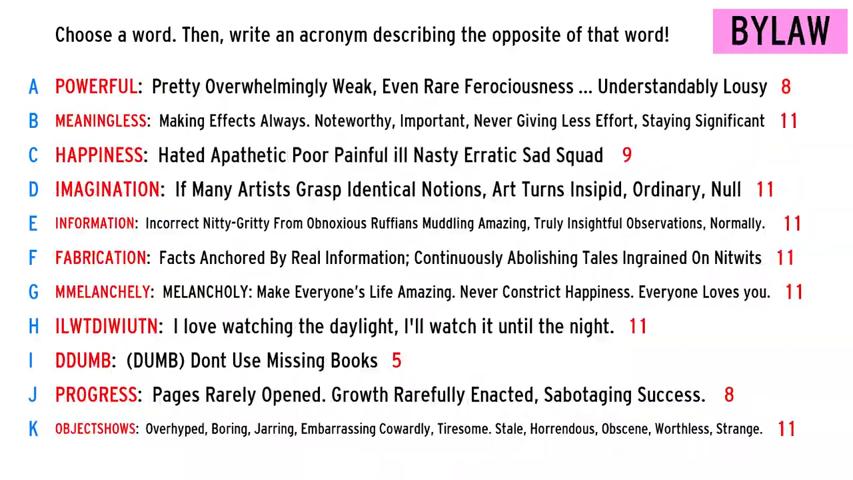 Choose a word. Then, write an acronym describing the opposite of that word!
BYLAW
A POWERFUL: Pretty Overwhelmingly Weak, Even Rare Ferociousness ... Understandably Lousy 8
B MEANINGLESS: Making Effects Always. Noteworthy, Important, Never Giving Less Effort, Staying Significant 11
C HAPPINESS: Hated Apathetic Poor Painful ill Nasty Erratic Sad Squad 9
D IMAGINATION: If Many Artists Grasp Identical Notions, Art Turns Insipid, Ordinary, Null 11
E INFORMATION: Incorrect Nitty-Gritty From Obnoxious Ruffians Muddling Amazing, Truly Insightful Observations, Normally. 11
F FABRICATION: Facts Anchored By Real Information; Continuously Abolishing Tales Ingrained On Nitwits 11
G MMELANCHELY: MELANCHOLY: Make Everyone's Life Amazing. Never Constrict Happiness. Everyone Loves you. 11
H ILWTDIWIUTN: I love watching the daylight, I'll watch it until the night. 11
I DDUMB: (DUMB) Dont Use Missing Books 5
J PROGRESS: Pages Rarely Opened. Growth Rarefully Enacted, Sabotaging Success. 8
K OBJECTSHOWS: Overhyped, Boring, Jarring, Embarrassing Cowardly, Tiresome. Stale, Horrendous, Obscene, Worthless, Strange. 11